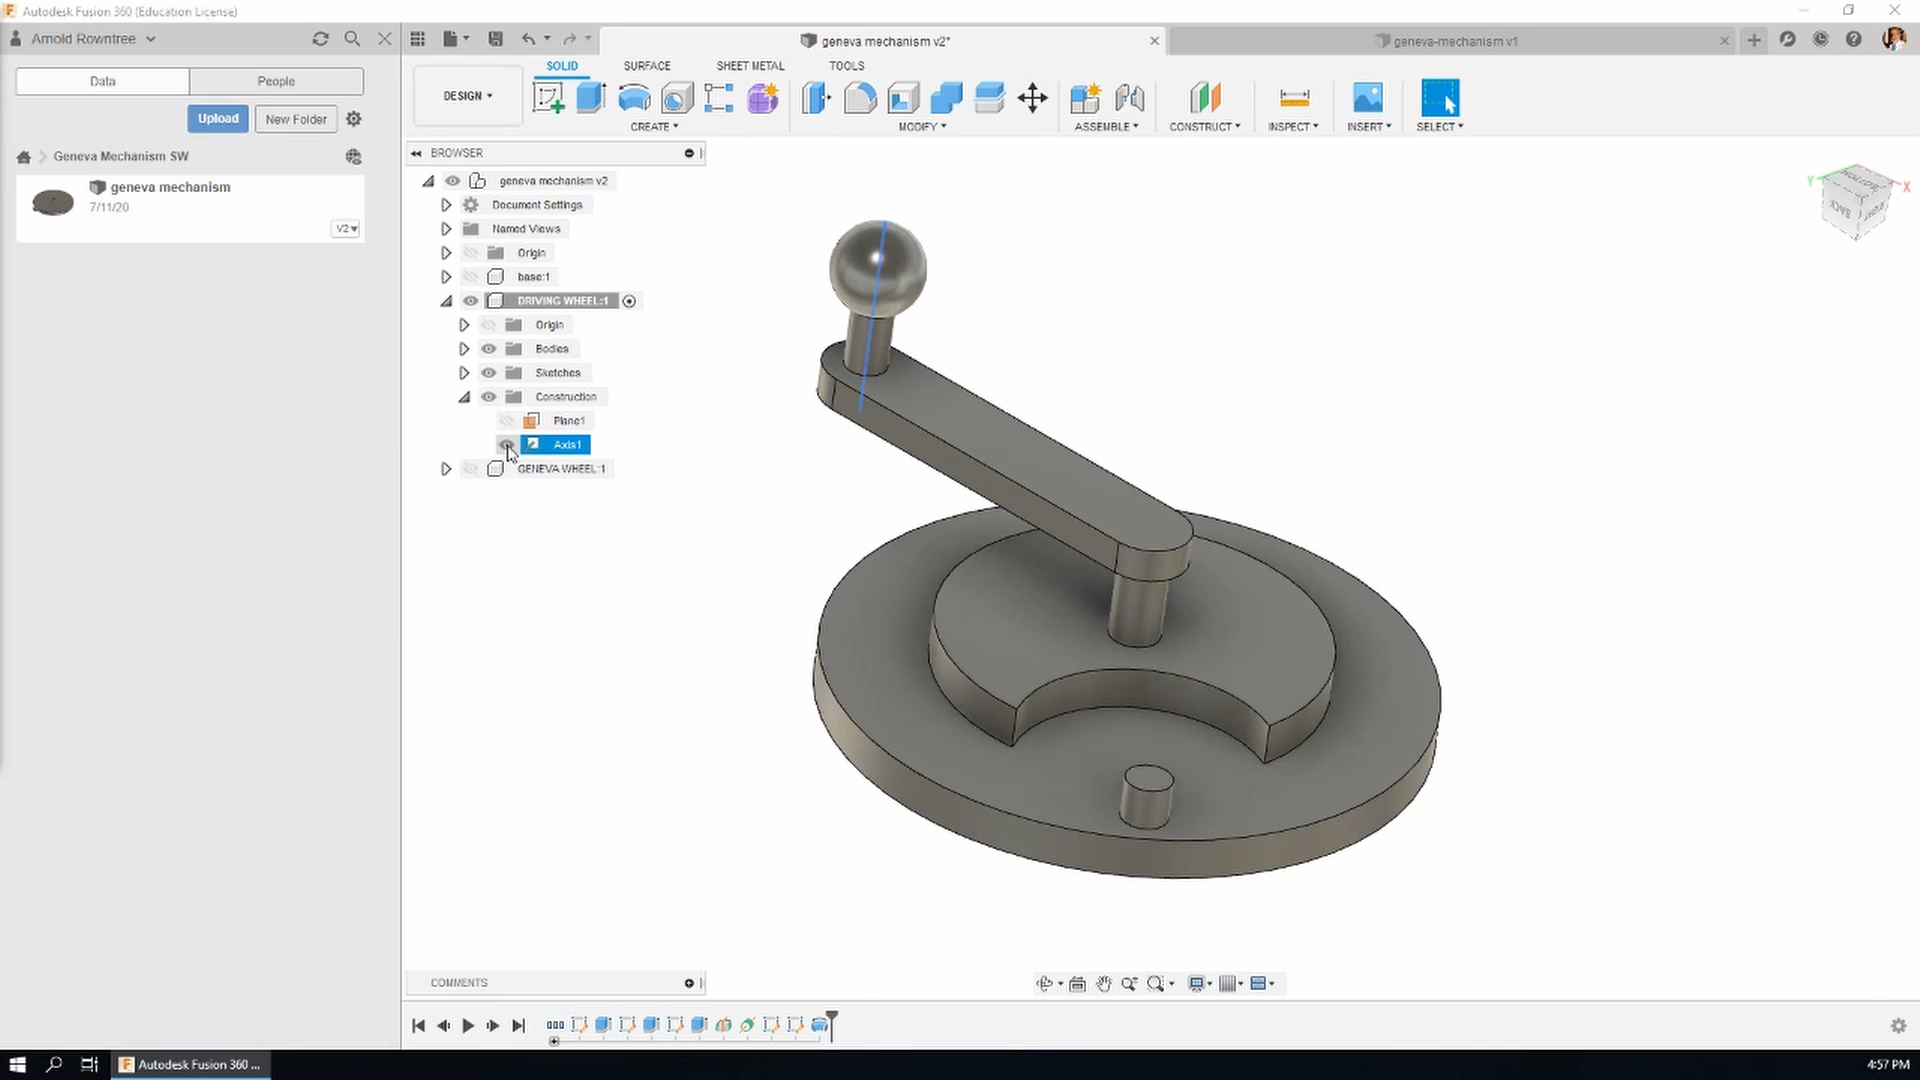 Autodesk Fusion 360 (Education License)
Arnold Rowntree
Data
People
Upload
New Folder
Geneva Mechanism SW
geneva mechanism
7/11/20
V2
geneva mechanism v2*
geneva-mechanism v1
DESIGN
SOLID
SURFACE
SHEET METAL
TOOLS
CREATE
MODIFY
ASSEMBLE
CONSTRUCT
INSPECT
INSERT
SELECT
BROWSER
geneva mechanism v2
Document Settings
Named Views
Origin
base:1
DRIVING WHEEL:1
Origin
Bodies
Sketches
Construction
Plane1
Axis1
GENEVA WHEEL:1
Y
X
BOTTOM
BACK
RIGHT
COMMENTS
Autodesk Fusion 360 ...
4:57 PM